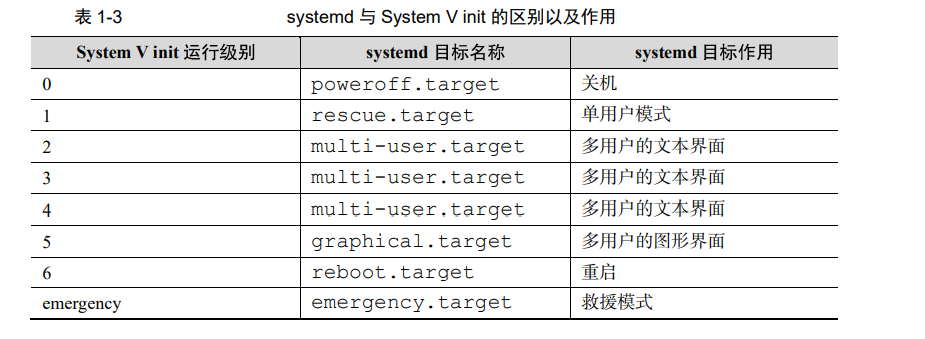 表 1-3 systemd 与 System V init 的区别以及作用
System V init 运行级别 systemd 目标名称 systemd 目标作用
0 poweroff.target 关机
1 rescue.target 单用户模式
2 multi-user.target 多用户的文本界面
3 multi-user.target 多用户的文本界面
4 multi-user.target 多用户的文本界面
5 graphical.target 多用户的图形界面
6 reboot.target 重启
emergency emergency.target 救援模式